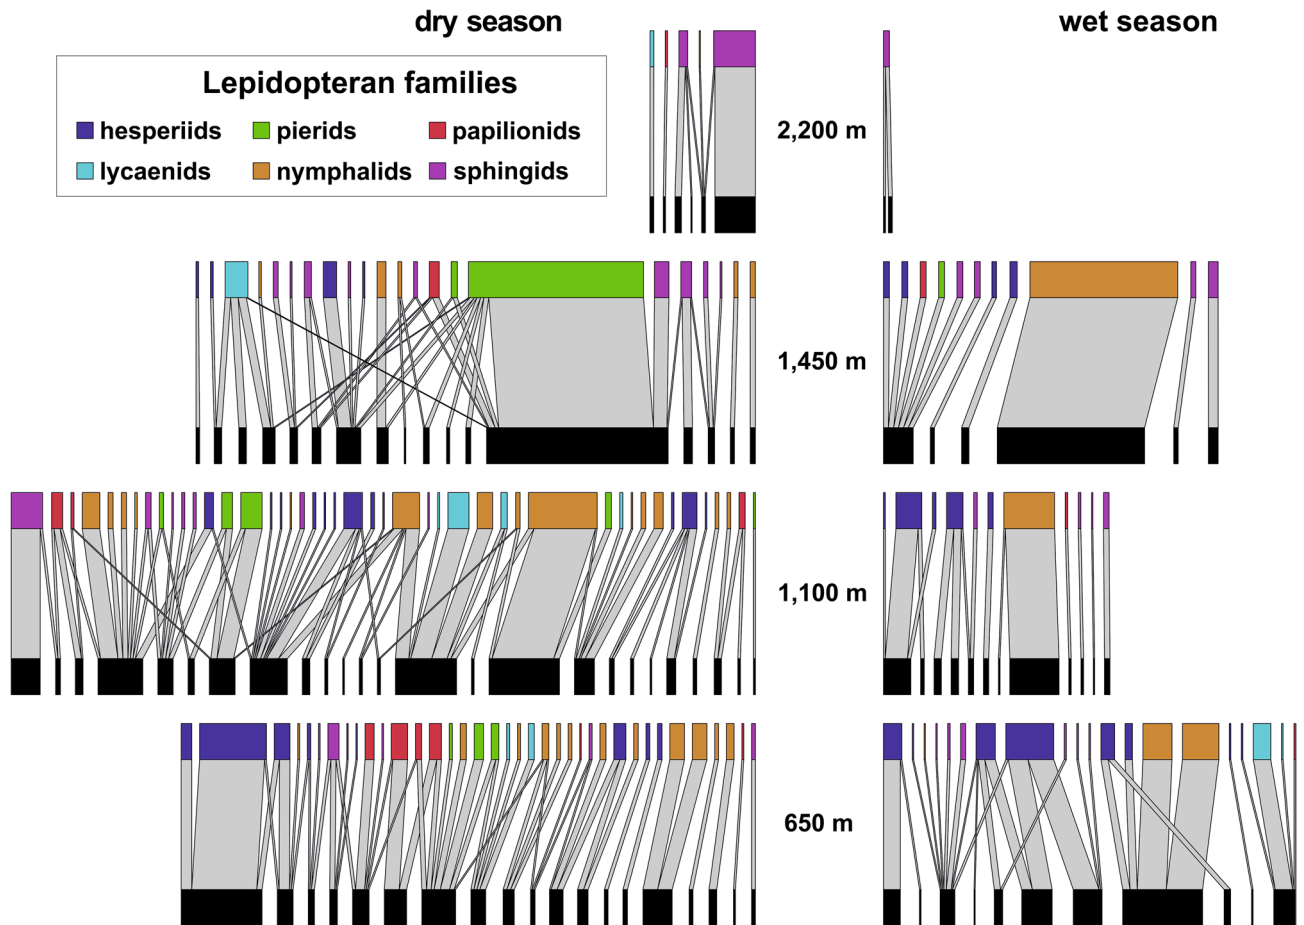 dry season
wet season
Lepidopteran families
hesperiids
pierids
papilionids
lycaenids
nymphalids
sphingids
2,200 m
1,450 m
1,100 m
650 m